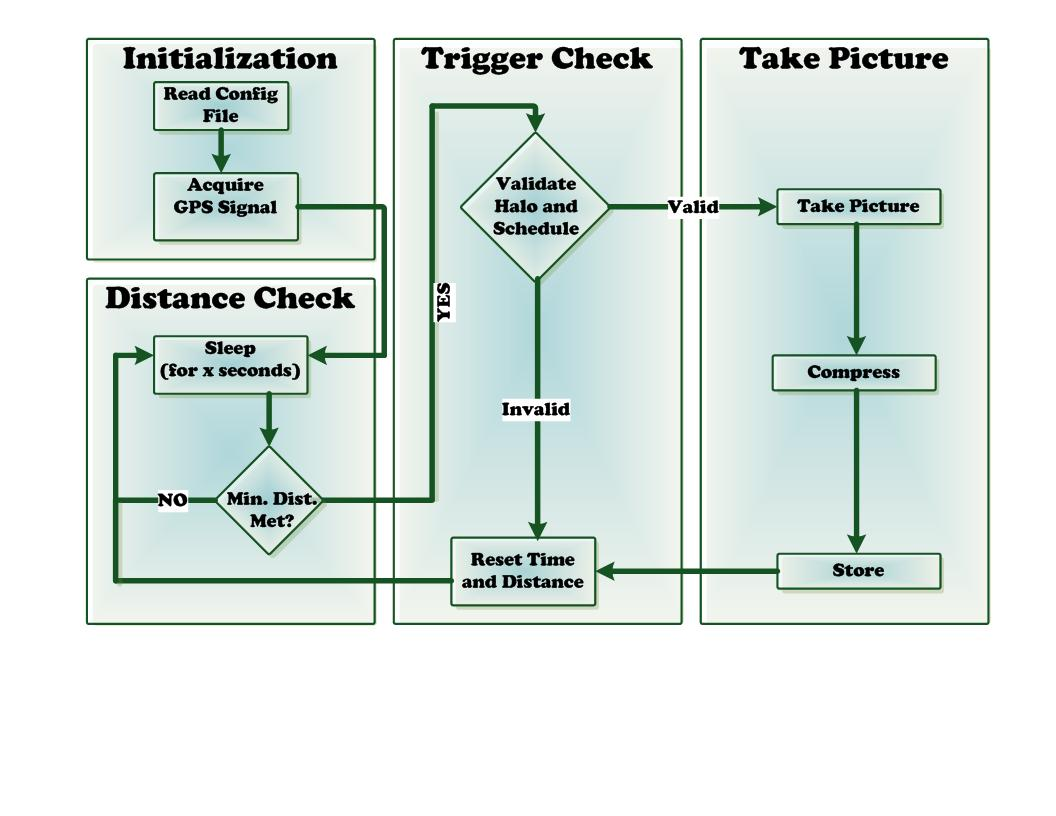 Initialization
Read Config
File
Acquire
GPS Signal
Distance Check
Sleep
(for x seconds)
NO
Min. Dist.
Met?
YES
Trigger Check
Validate
Halo and
Schedule
Valid
Invalid
Reset Time
and Distance
Take Picture
Take Picture
Compress
Store